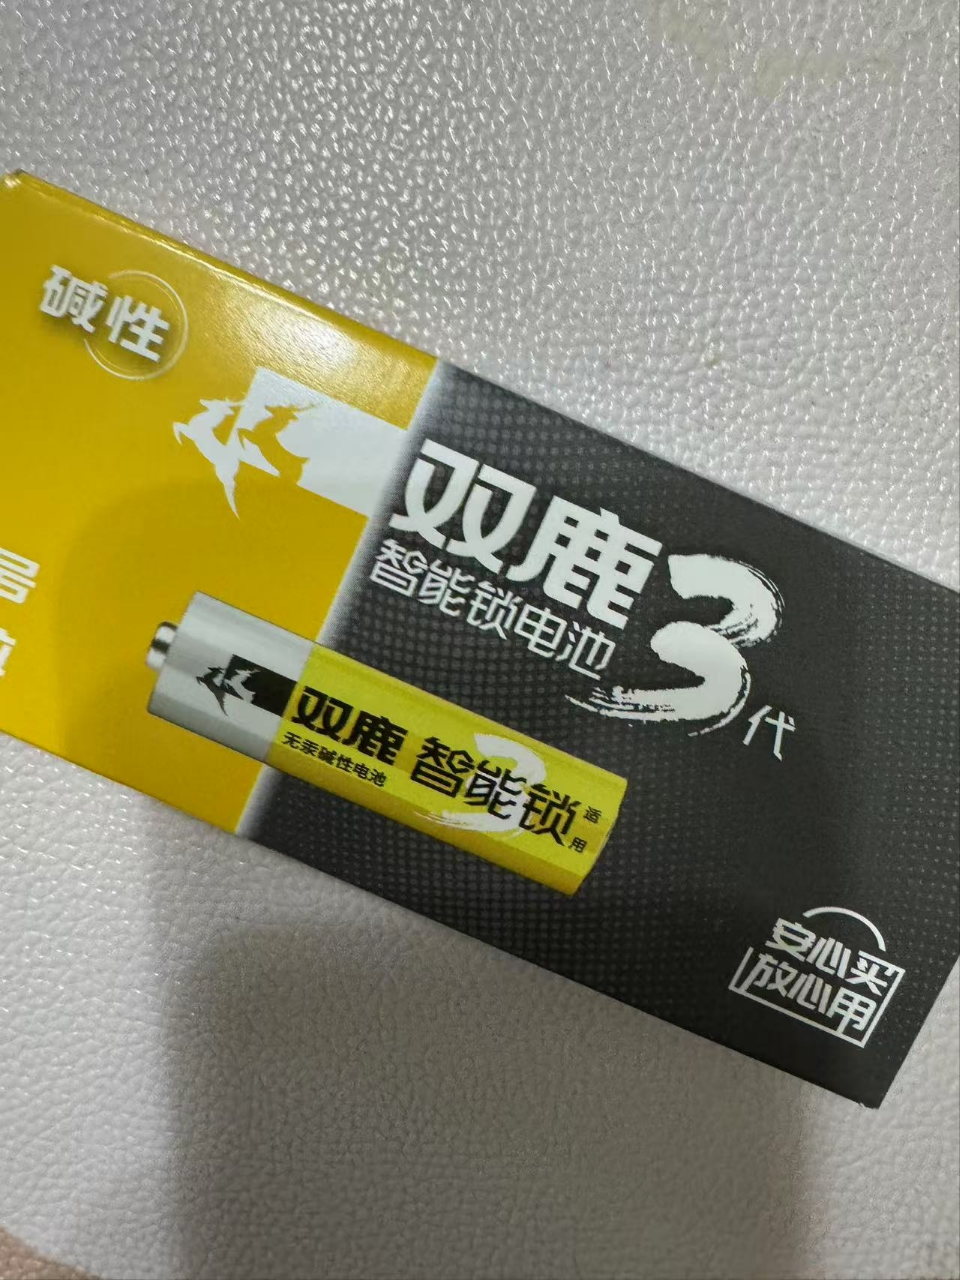 碱性
双鹿3代
智能锁电池
双鹿 智能锁 适用
无汞碱性电池
安心买
放心用
号